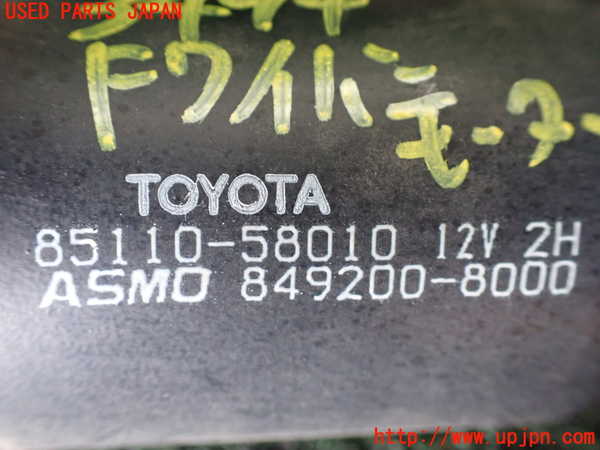 USED PARTS JAPAN
Fワイパーモーター
TOYOTA
85110-58010 12V 2H
ASMO 849200-8000
http://www.upjpn.com